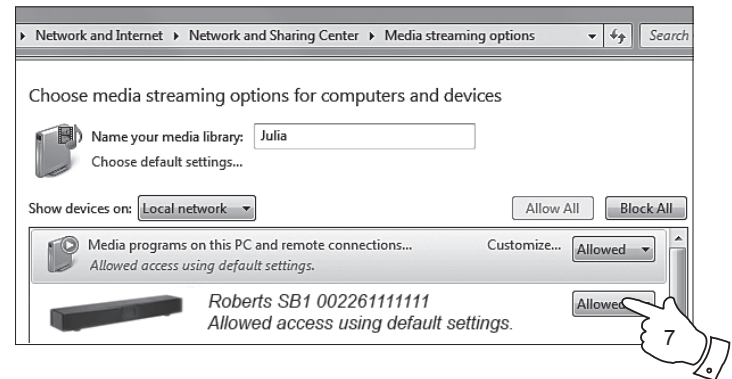 Network and Internet ▸ Network and Sharing Center ▸ Media streaming options Search
Choose media streaming options for computers and devices
Name your media library: Julia
Choose default settings...
Show devices on: Local network Allow All Block All
Media programs on this PC and remote connections... Customize... Allowed
Allowed access using default settings.
Roberts SB1 002261111111 Allowed
Allowed access using default settings.
7